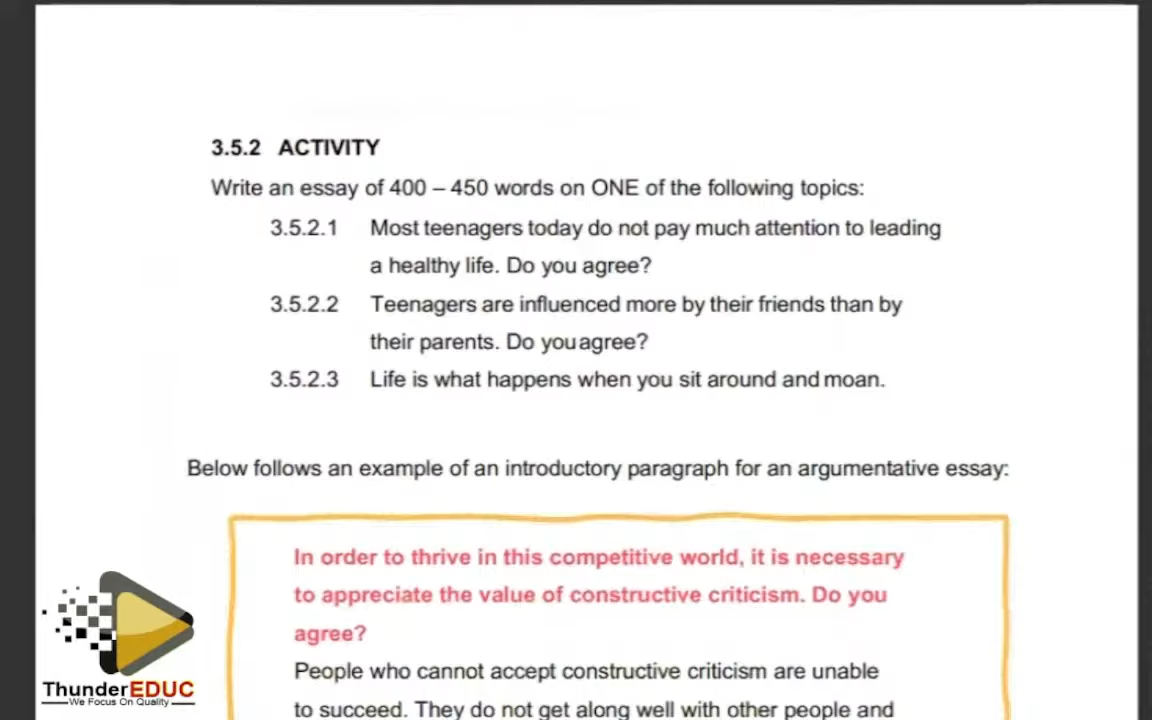 3.5.2 ACTIVITY
Write an essay of 400 – 450 words on ONE of the following topics:
3.5.2.1 Most teenagers today do not pay much attention to leading
a healthy life. Do you agree?
3.5.2.2 Teenagers are influenced more by their friends than by
their parents. Do you agree?
3.5.2.3 Life is what happens when you sit around and moan.
Below follows an example of an introductory paragraph for an argumentative essay:
In order to thrive in this competitive world, it is necessary
to appreciate the value of constructive criticism. Do you
agree?
People who cannot accept constructive criticism are unable
to succeed. They do not get along well with other people and
ThunderEDUC
We Focus On Quality